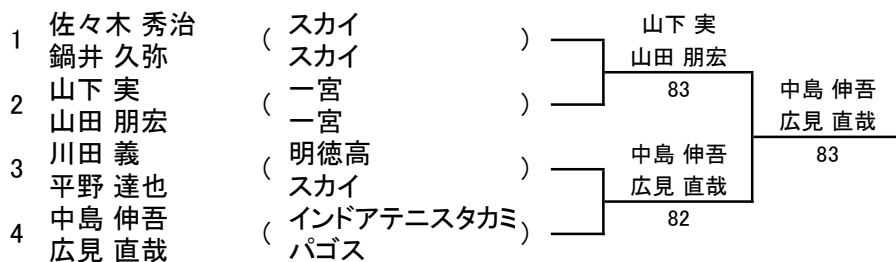 1 佐々木 秀治 ( スカイ )
鍋井 久弥 スカイ
2 山下 実 ( 一宮 )
山田 朋宏 一宮
3 川田 義 ( 明徳高 )
平野 達也 スカイ
4 中島 伸吾 ( インドアテニスタカミ )
広見 直哉 パゴス
山下 実
山田 朋宏
83
中島 伸吾
広見 直哉
82
中島 伸吾
広見 直哉
83